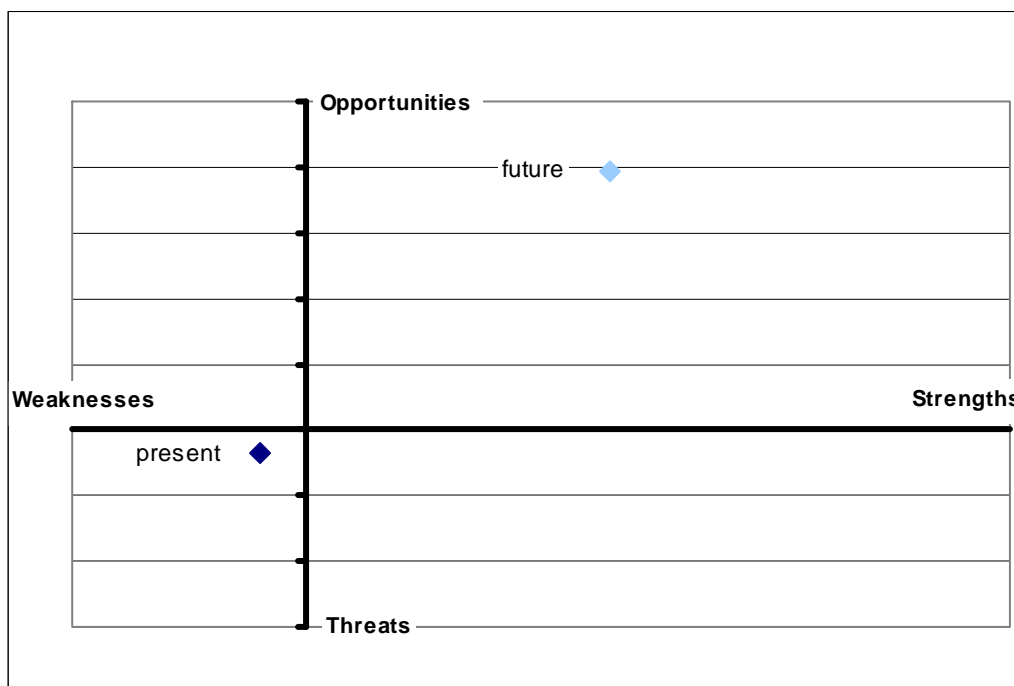 Opportunities
future
Weaknesses
Strengths
present
Threats